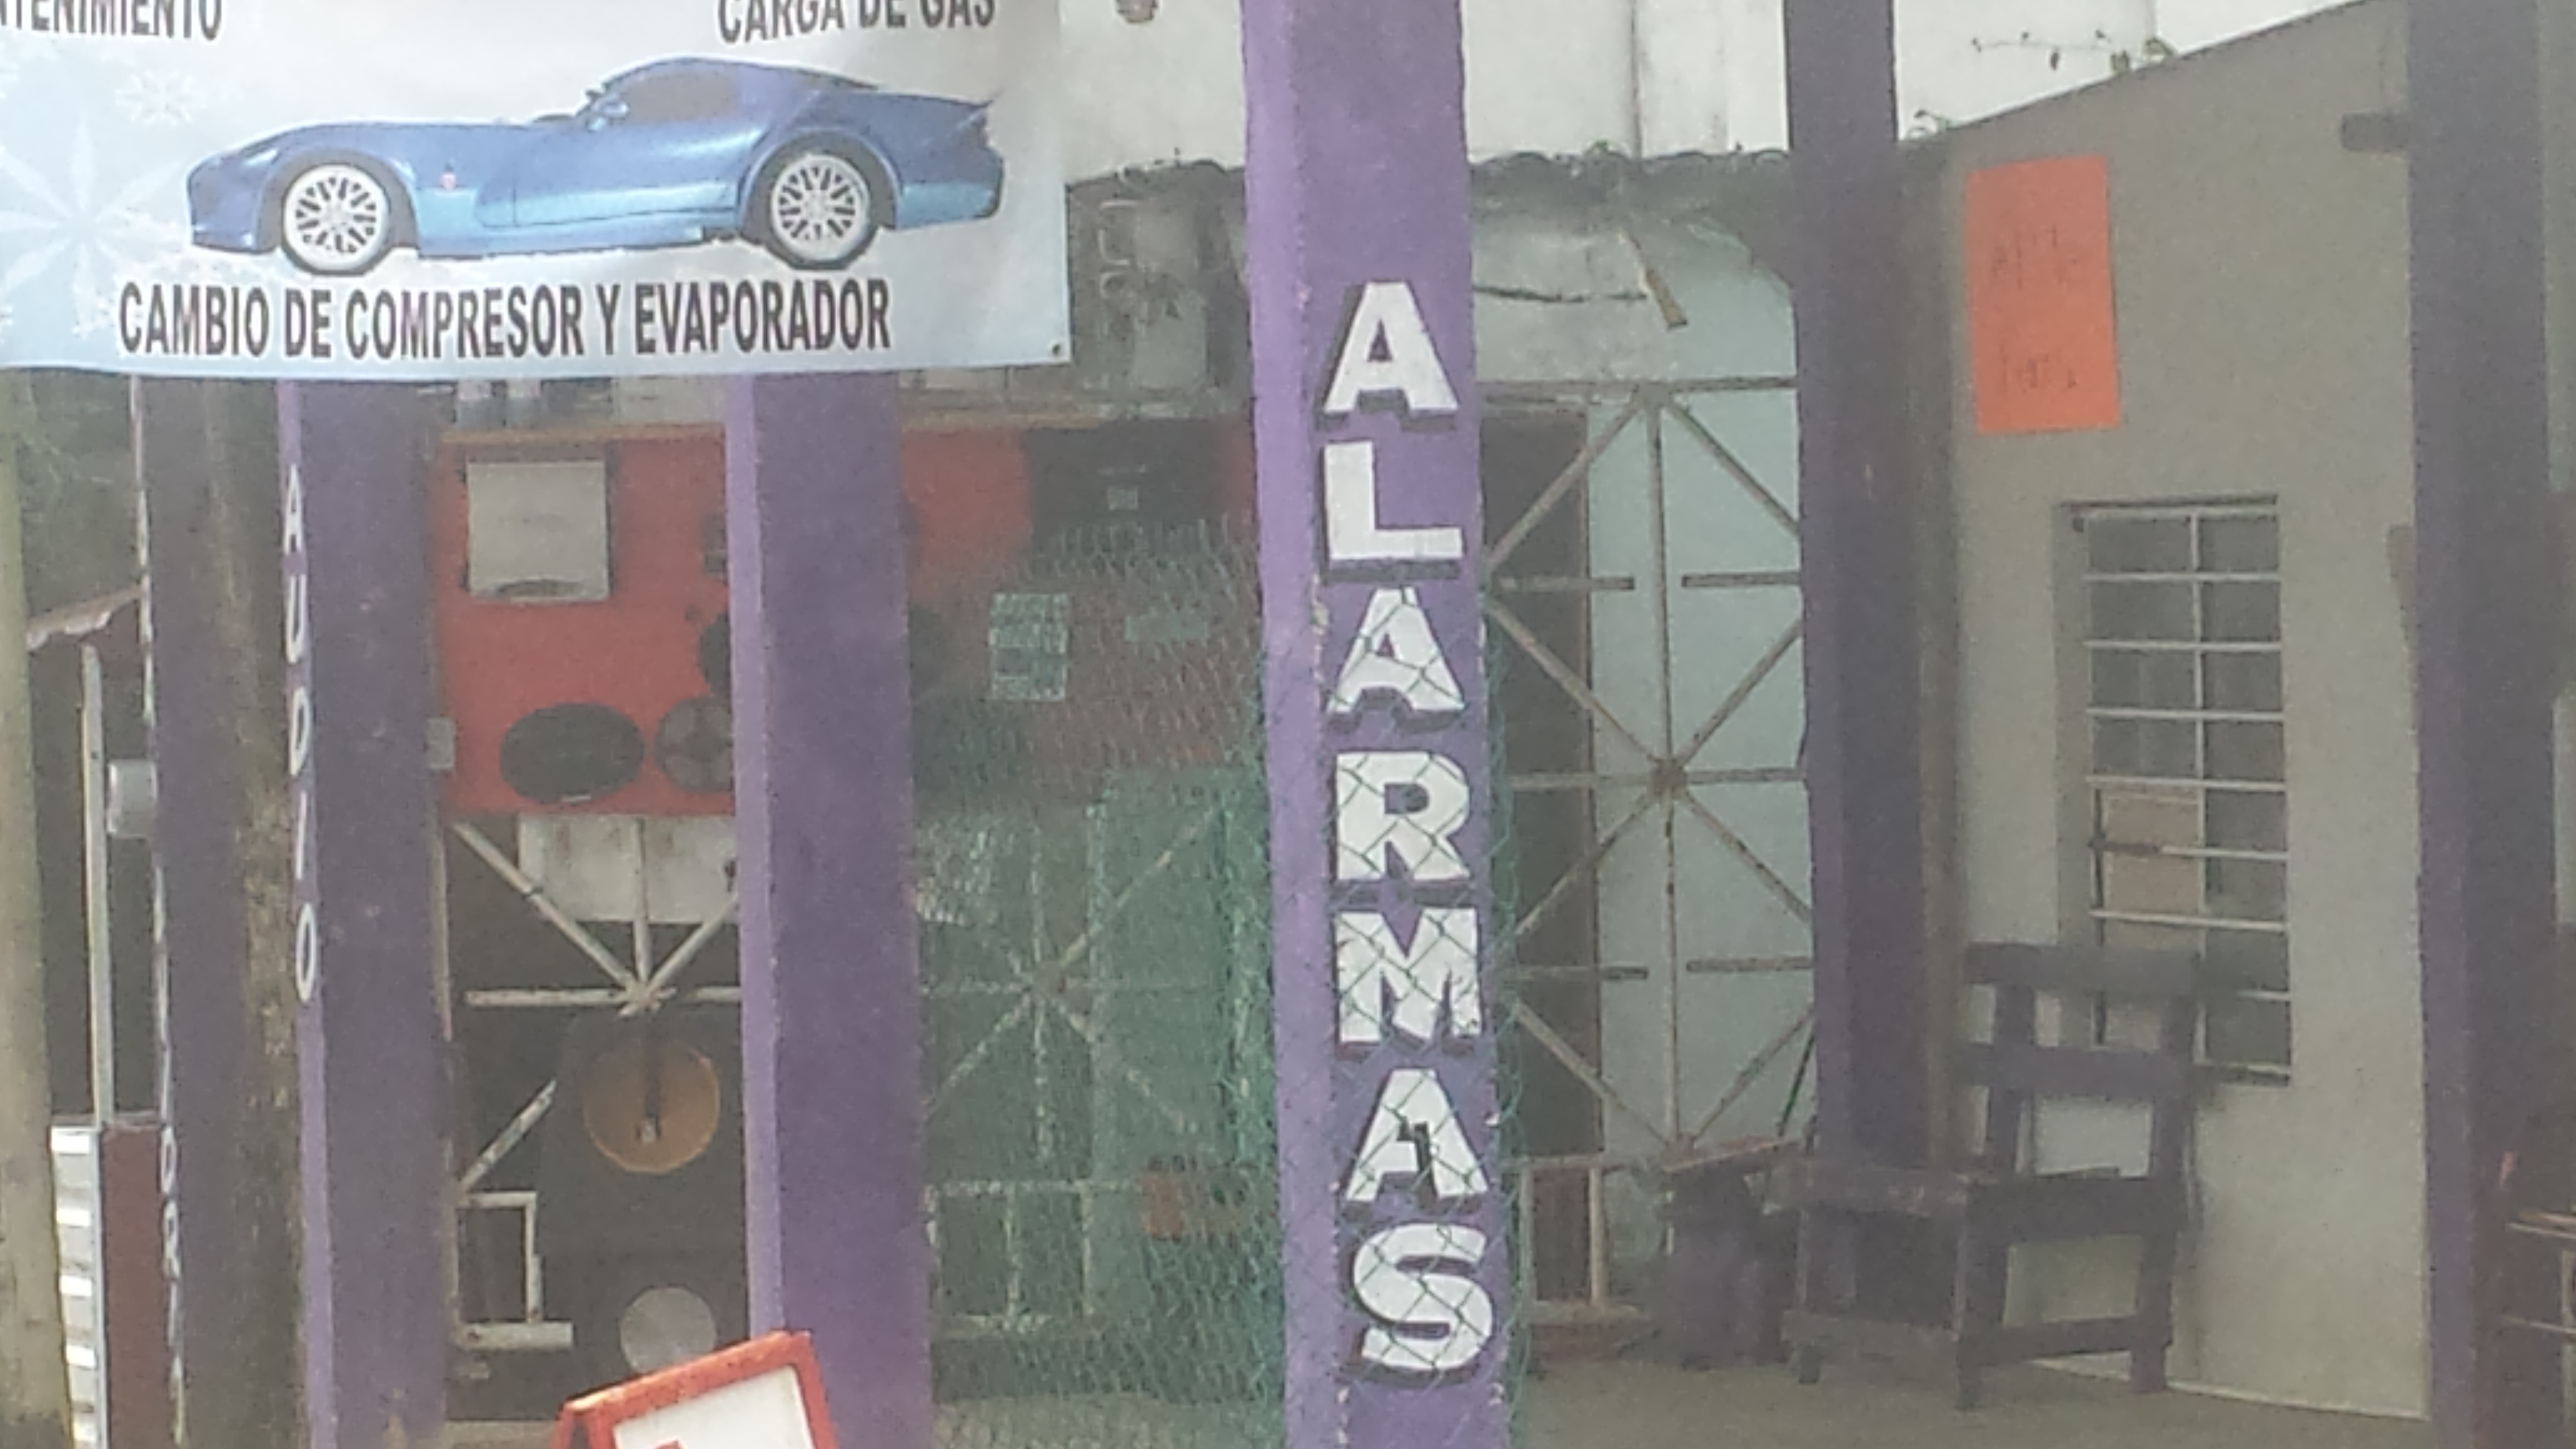 CARGA DE GAS
CAMBIO DE COMPRESOR Y EVAPORADOR
AUDIO
ALARMAS